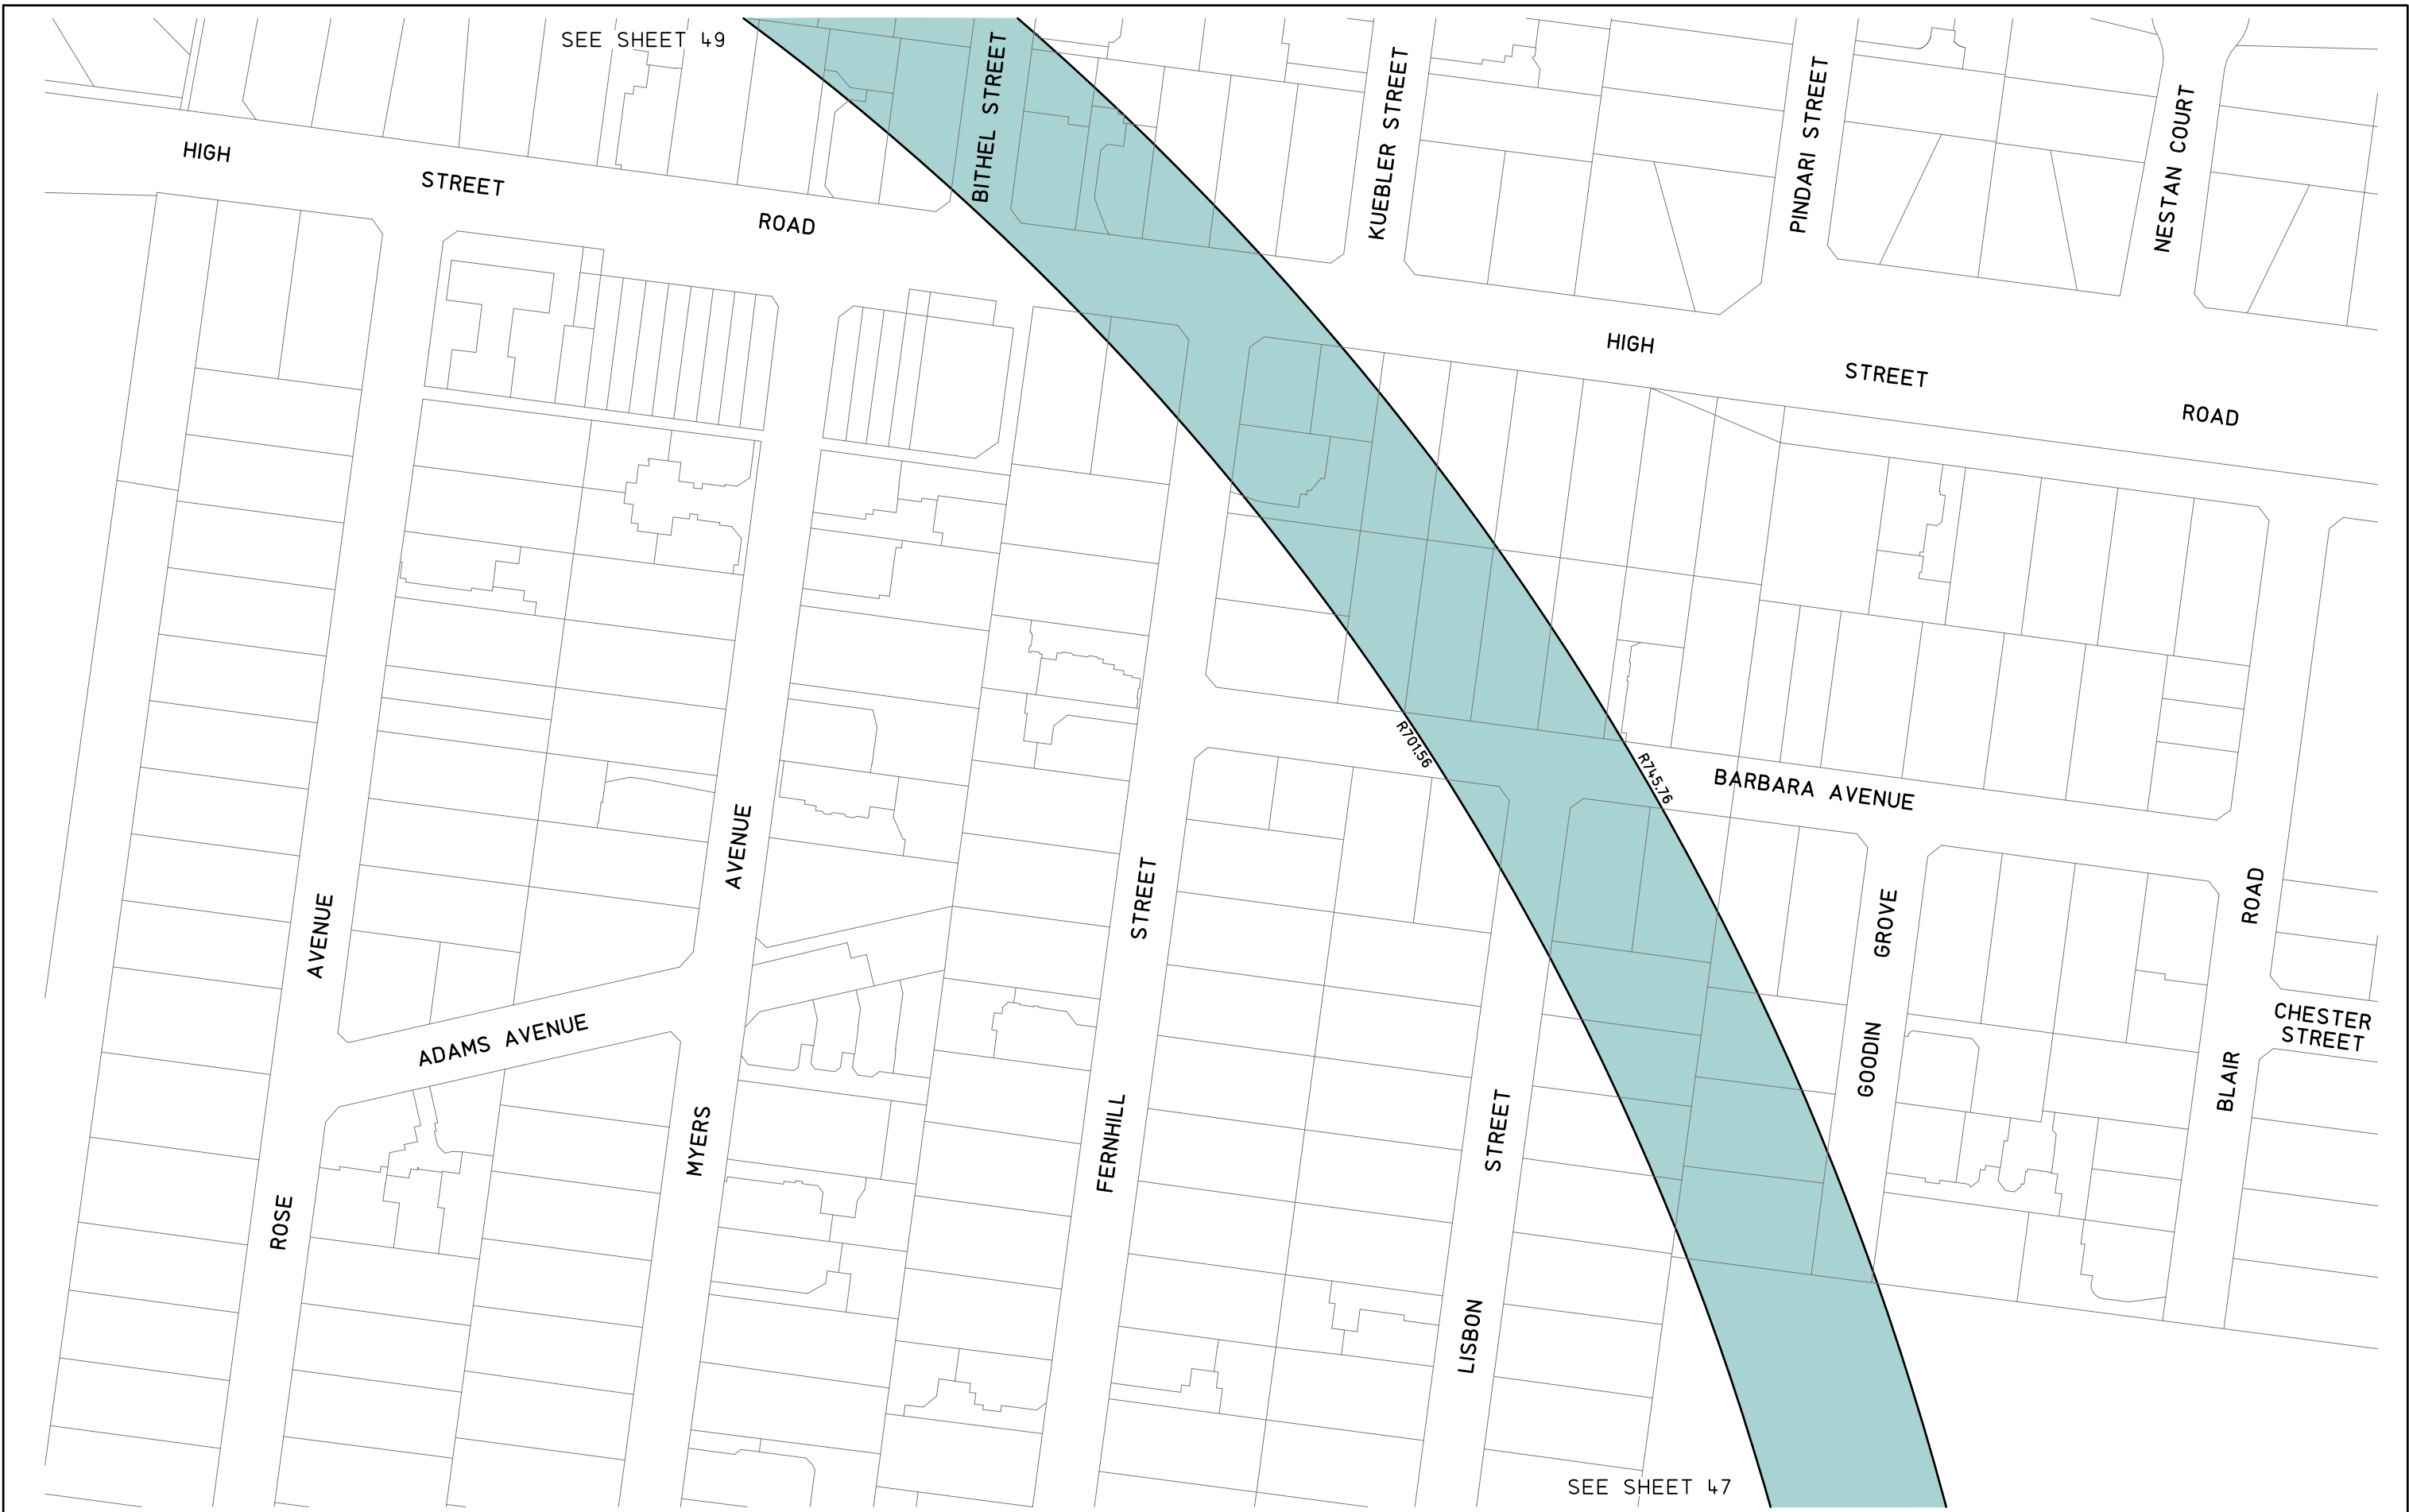 SEE SHEET 49
BITHEL STREET
KUEBLER STREET
PINDARI STREET
NESTAN COURT
HIGH
STREET
ROAD
HIGH
STREET
ROAD
R701.56
R745.76
BARBARA AVENUE
AVENUE
AVENUE
STREET
GROVE
ROAD
CHESTER
STREET
ADAMS AVENUE
GOODIN
BLAIR
MYERS
FERNHILL
STREET
ROSE
LISBON
SEE SHEET 47